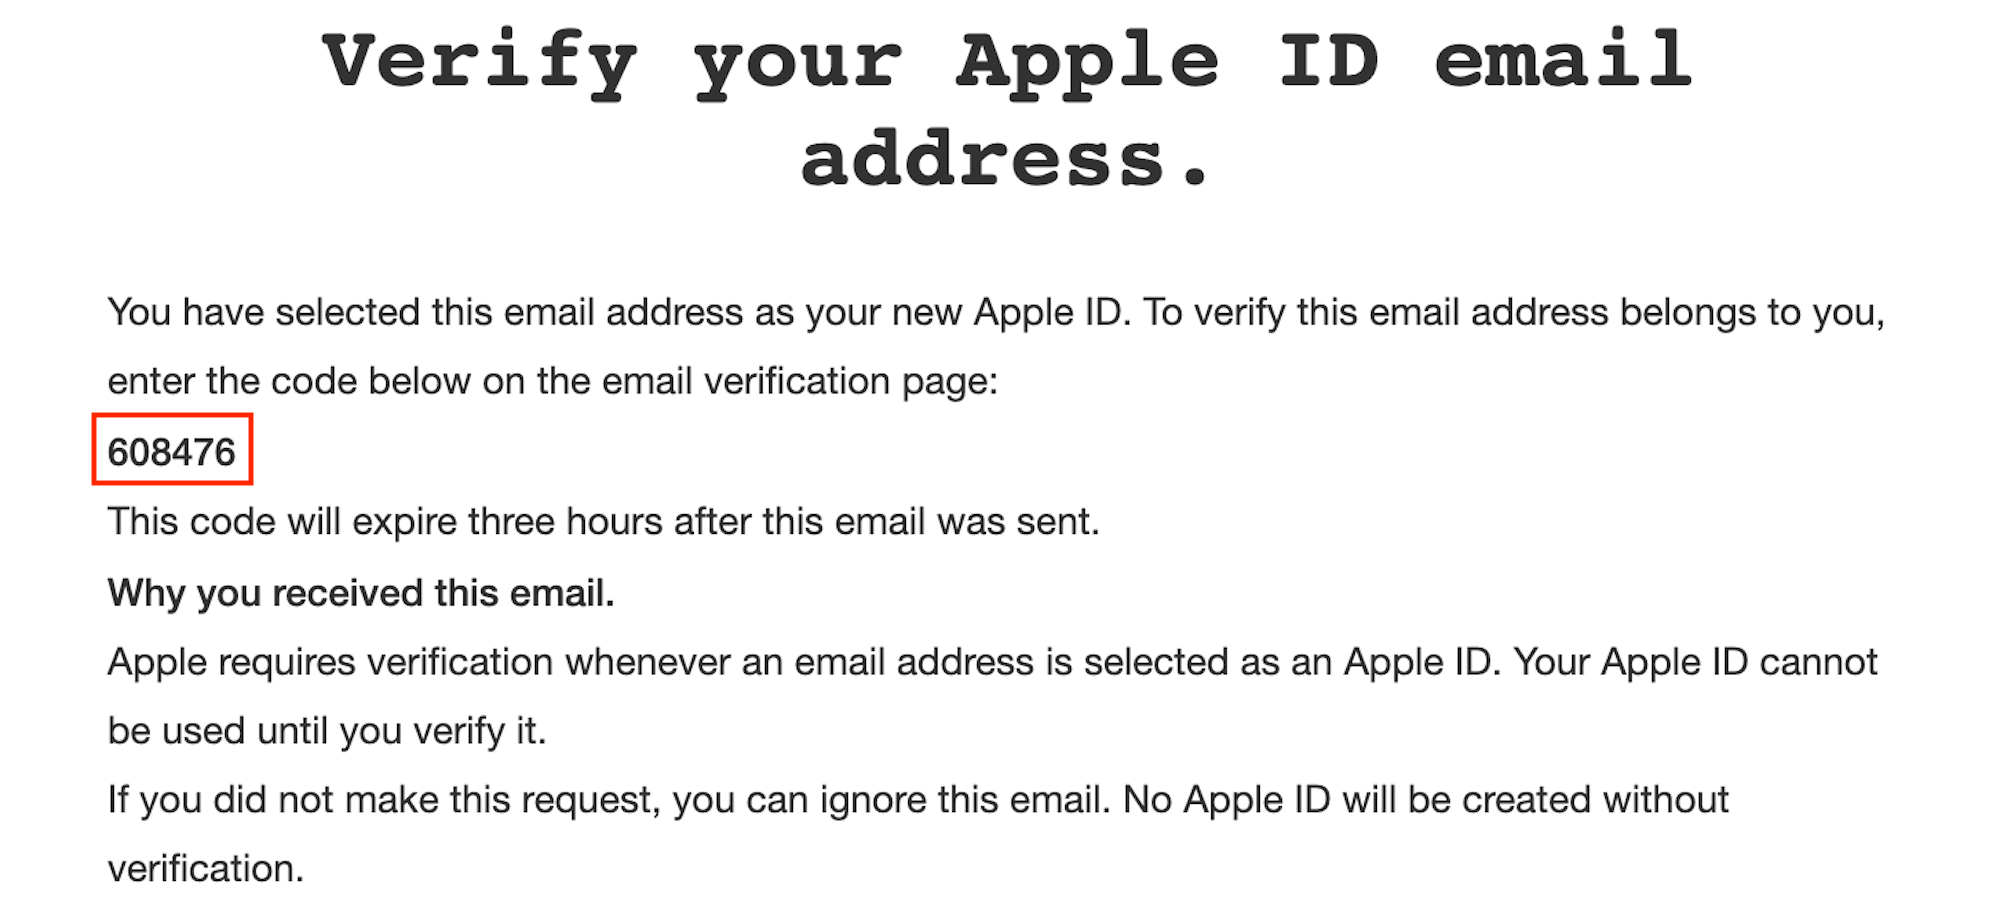 Verify your Apple ID email
address.
You have selected this email address as your new Apple ID. To verify this email address belongs to you,
enter the code below on the email verification page:
608476
This code will expire three hours after this email was sent.
Why you received this email.
Apple requires verification whenever an email address is selected as an Apple ID. Your Apple ID cannot
be used until you verify it.
If you did not make this request, you can ignore this email. No Apple ID will be created without
verification.